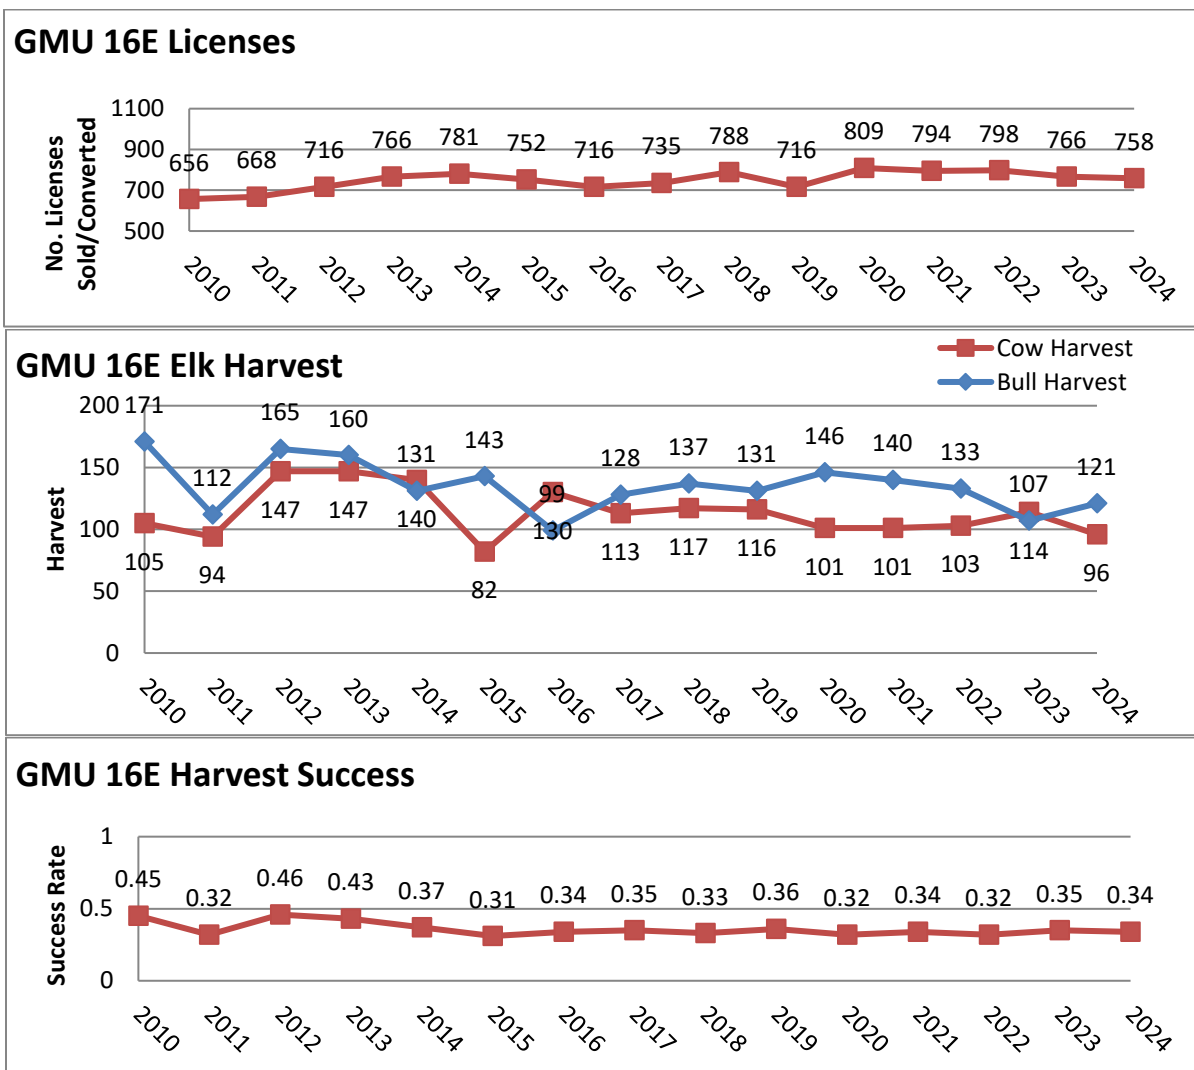 GMU 16E Licenses
No. Licenses
Sold/Converted
1100
900
700
500
656 668 716 766 781 752 716 735 788 716 809 794 798 766 758
2010 2011 2012 2013 2014 2015 2016 2017 2018 2019 2020 2021 2022 2023 2024
GMU 16E Elk Harvest
Cow Harvest
Bull Harvest
Harvest
200
150
100
50
0
171 112 165 160 131 143 99 128 137 131 146 140 133 107 121
105 94 147 147 140 82 130 113 117 116 101 101 103 114 96
2010 2011 2012 2013 2014 2015 2016 2017 2018 2019 2020 2021 2022 2023 2024
GMU 16E Harvest Success
Success Rate
1
0.5
0
0.45 0.32 0.46 0.43 0.37 0.31 0.34 0.35 0.33 0.36 0.32 0.34 0.32 0.35 0.34
2010 2011 2012 2013 2014 2015 2016 2017 2018 2019 2020 2021 2022 2023 2024